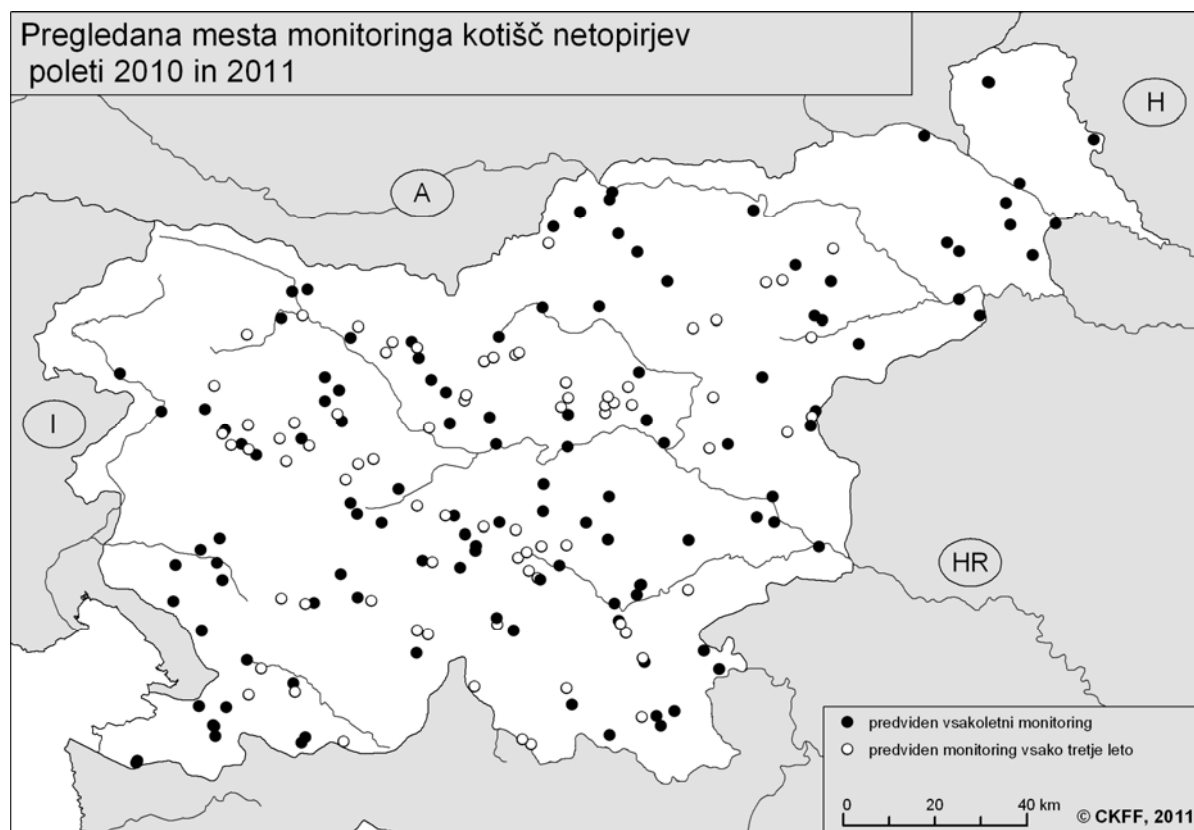 Pregledana mesta monitoringa kotišč netopirjev
poleti 2010 in 2011
H
A
I
HR
predviden vsakoletni monitoring
predviden monitoring vsako tretje leto
0 20 40 km
© CKFF, 2011